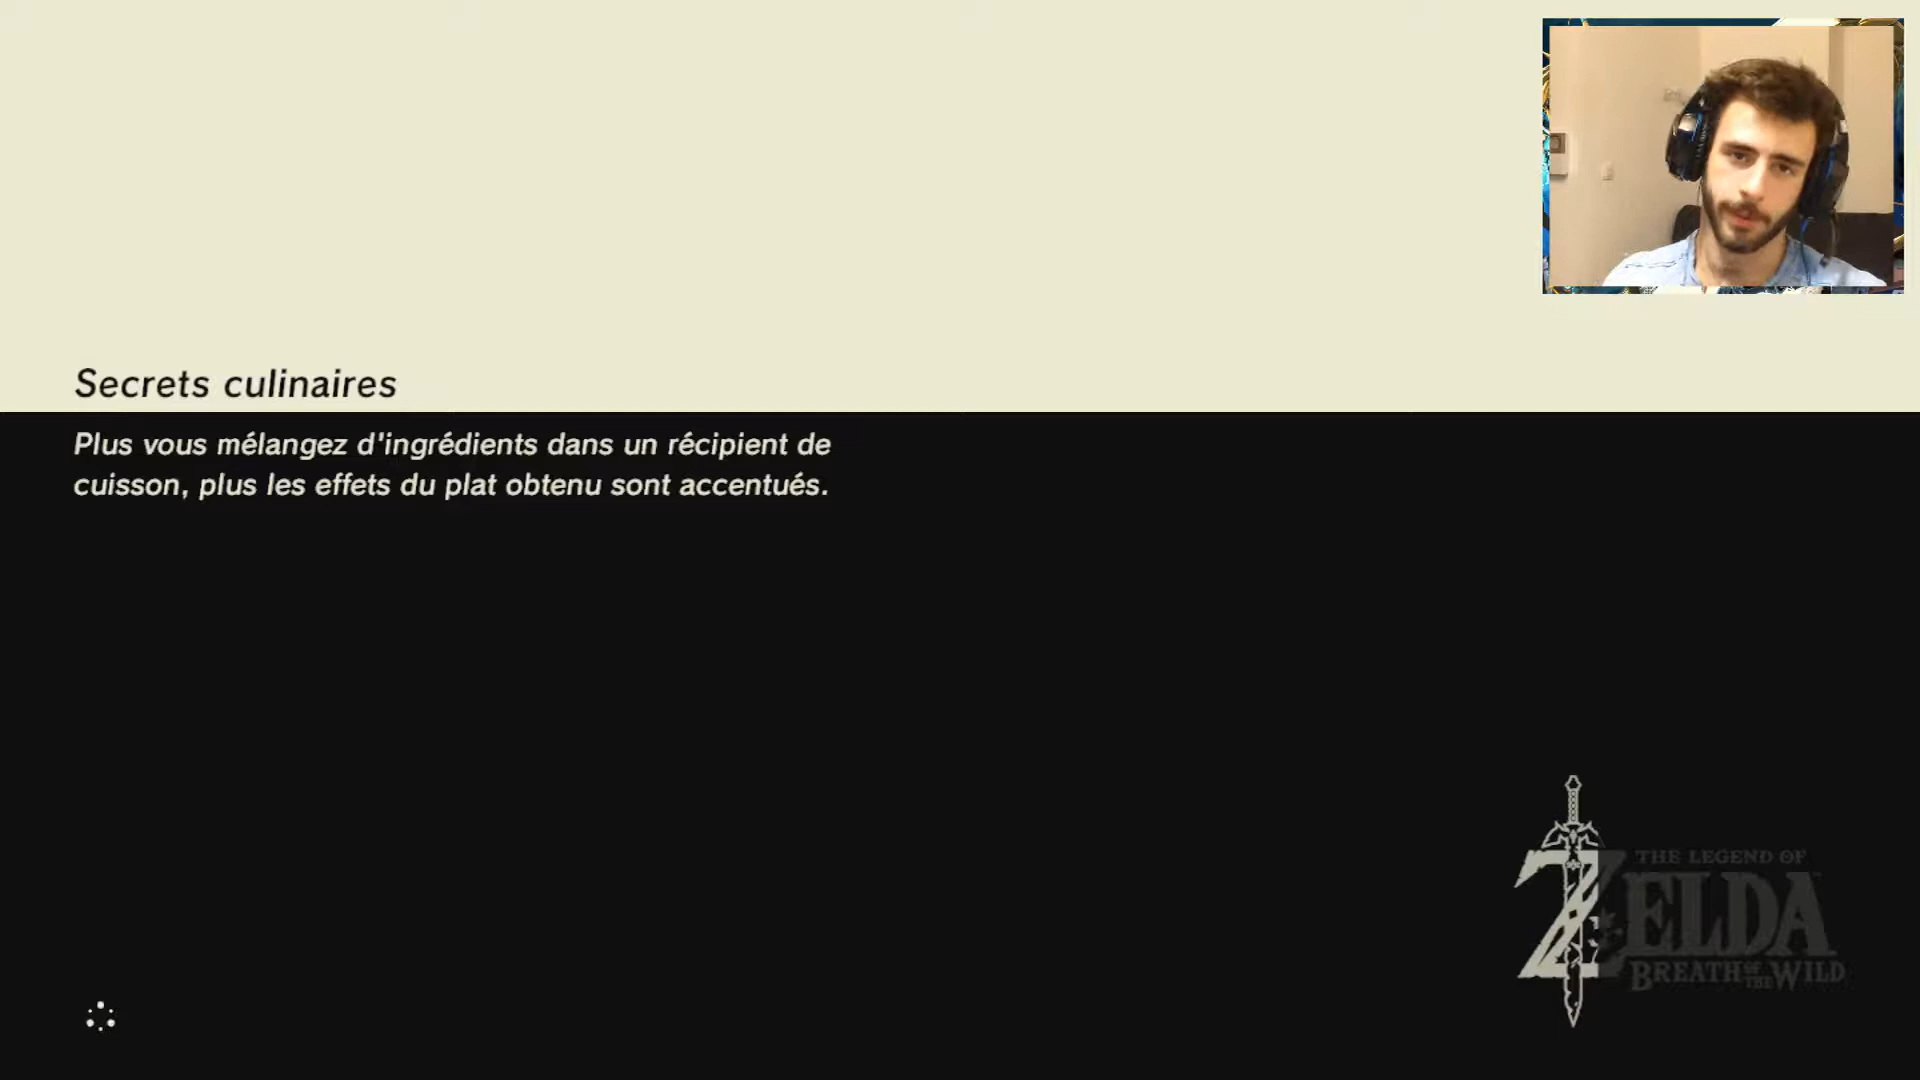 Secrets culinaires
Plus vous mélangez d'ingrédients dans un récipient de
cuisson, plus les effets du plat obtenu sont accentués.
THE LEGEND OF
ZELDA
BREATH OF THE WILD